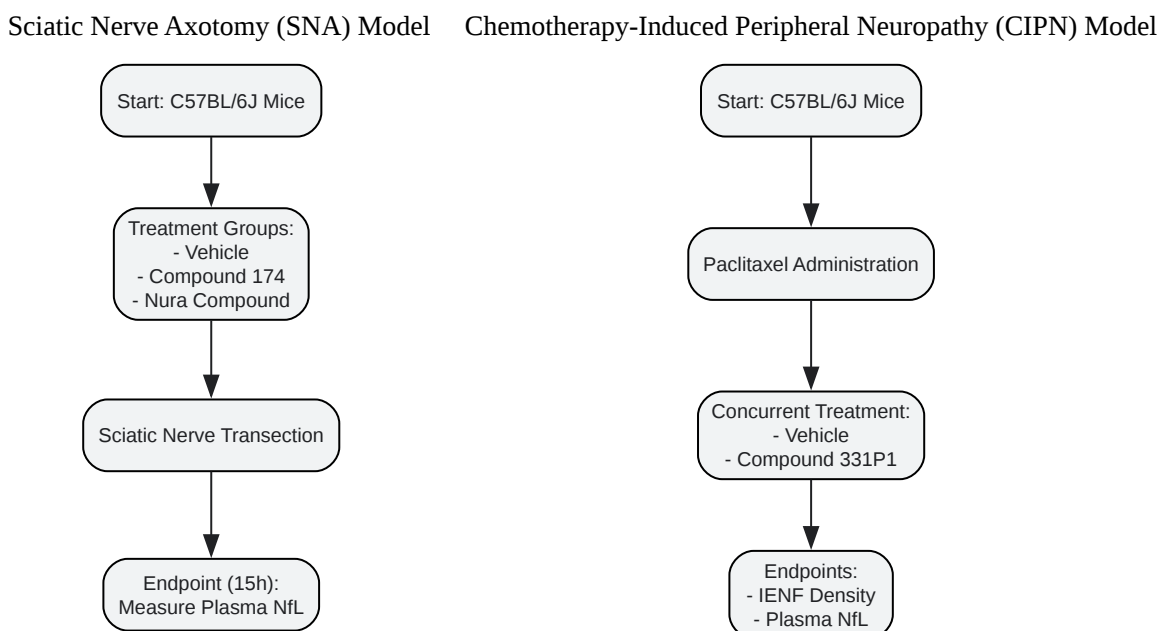 Sciatic Nerve Axotomy (SNA) Model
Start: C57BL/6J Mice
Treatment Groups:
- Vehicle
- Compound 174
- Nura Compound
Sciatic Nerve Transection
Endpoint (15h):
Measure Plasma NfL
Chemotherapy-Induced Peripheral Neuropathy (CIPN) Model
Start: C57BL/6J Mice
Paclitaxel Administration
Concurrent Treatment:
- Vehicle
- Compound 331P1
Endpoints:
- IENF Density
- Plasma NfL